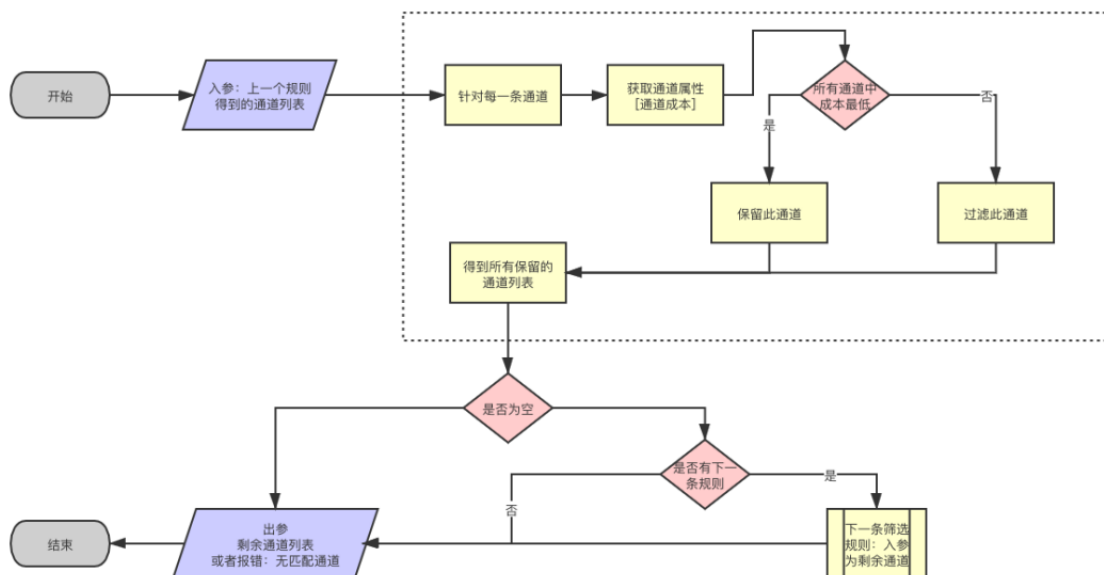 开始
入参：上一个规则
得到的通道列表
针对每一条通道
获取通道属性
[通道成本]
所有通道中
成本最低
是
否
保留此通道
过滤此通道
得到所有保留的
通道列表
是否为空
是否有下一
条规则
否
是
结束
出参
剩余通道列表
或者报错：无匹配通道
下一条筛选
规则：入参
为剩余通道